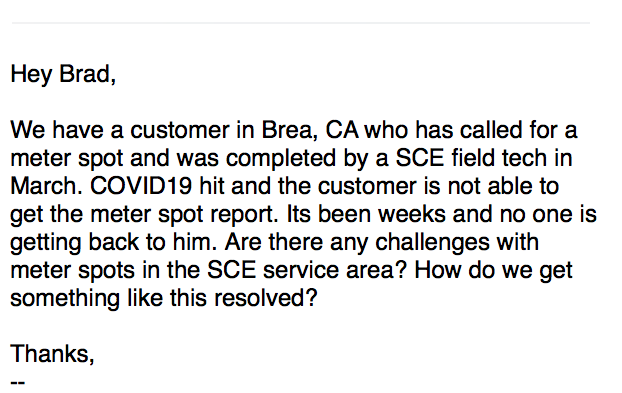 Hey Brad,
We have a customer in Brea, CA who has called for a
meter spot and was completed by a SCE field tech in
March. COVID19 hit and the customer is not able to
get the meter spot report. Its been weeks and no one is
getting back to him. Are there any challenges with
meter spots in the SCE service area? How do we get
something like this resolved?
Thanks,
--